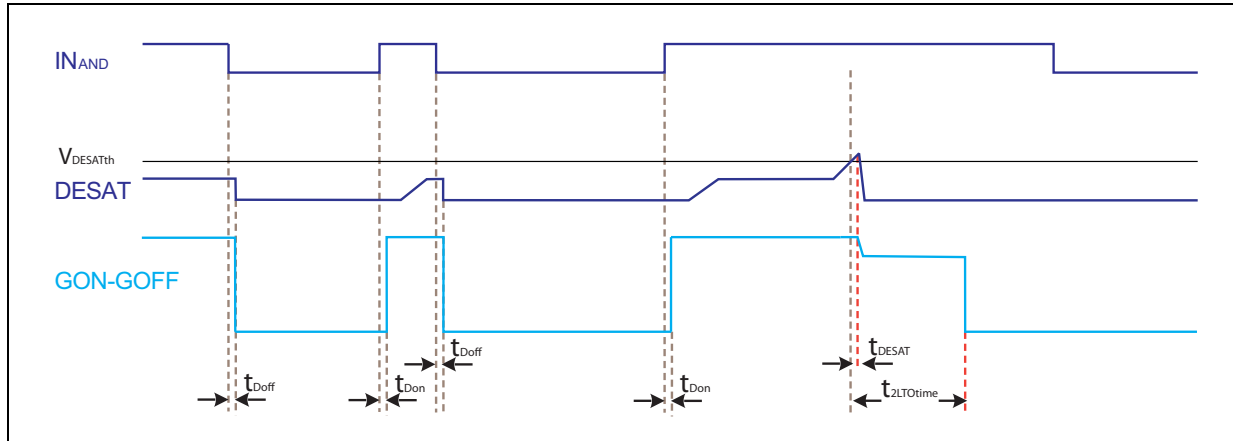 INAND
VDESATth
DESAT
GON-GOFF
tDoff
tDon
tDoff
tDon
tDESAT
t2LTOtime